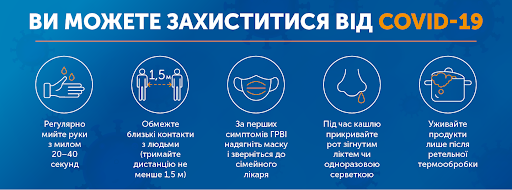 ВИ МОЖЕТЕ ЗАХИСТИТИСЯ ВІД COVID-19
1,5 м
Регулярно
мийте руки
з милом
20–40
секунд
Обмежте
близькі контакти
з людьми
(тримайте
дистанцію не
менше 1,5 м)
За перших
симптомів ГРВІ
надягніть маску
і зверніться до
сімейного
лікаря
Під час кашлю
прикривайте
рот зігнутим
ліктем чи
одноразовою
серветкою
Уживайте
продукти
лише після
ретельної
термообробки